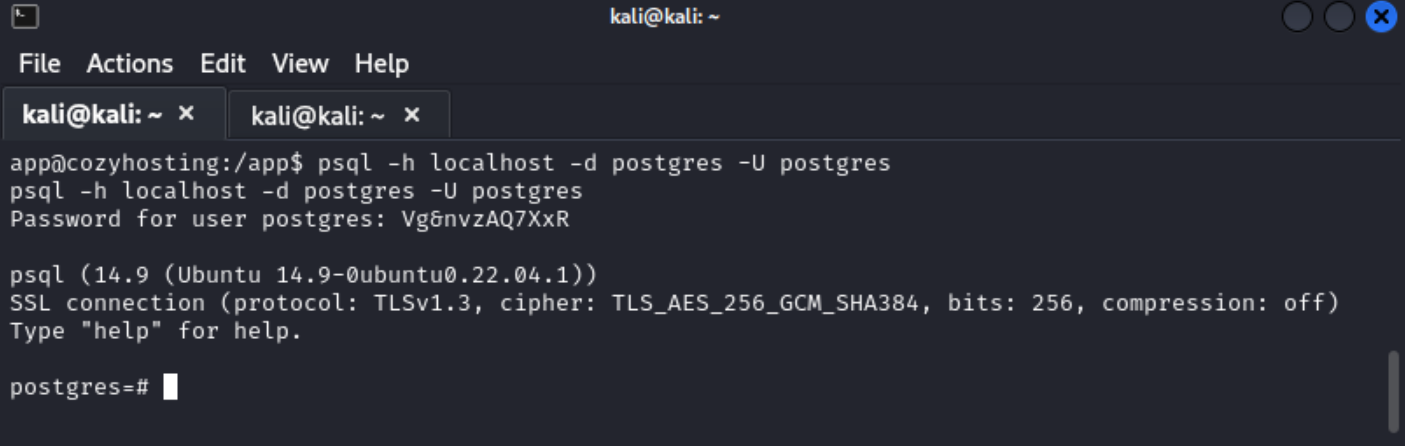 kali@kali: ~
File Actions Edit View Help
kali@kali: ~ × kali@kali: ~ ×
app@cozyhosting:/app$ psql -h localhost -d postgres -U postgres
psql -h localhost -d postgres -U postgres
Password for user postgres: Vg&nvzAQ7XxR
psql (14.9 (Ubuntu 14.9-0ubuntu0.22.04.1))
SSL connection (protocol: TLSv1.3, cipher: TLS_AES_256_GCM_SHA384, bits: 256, compression: off)
Type "help" for help.
postgres=#